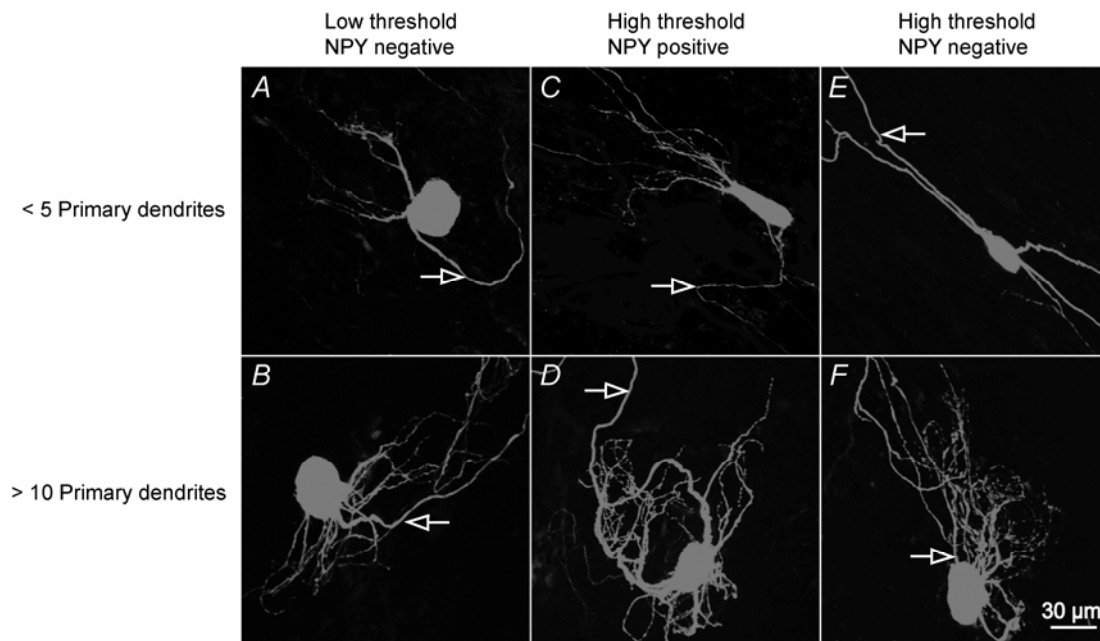 Low threshold
NPY negative
High threshold
NPY positive
High threshold
NPY negative
< 5 Primary dendrites
A
C
E
> 10 Primary dendrites
B
D
F
30 µm